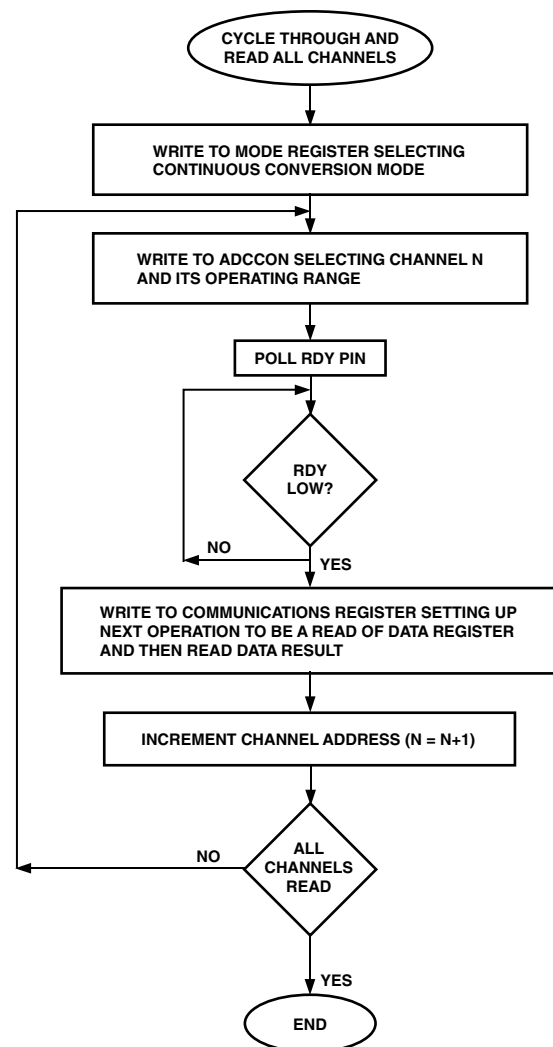 CYCLE THROUGH AND
READ ALL CHANNELS
WRITE TO MODE REGISTER SELECTING
CONTINUOUS CONVERSION MODE
WRITE TO ADCCON SELECTING CHANNEL N
AND ITS OPERATING RANGE
POLL RDY PIN
RDY
LOW?
NO
YES
WRITE TO COMMUNICATIONS REGISTER SETTING UP
NEXT OPERATION TO BE A READ OF DATA REGISTER
AND THEN READ DATA RESULT
INCREMENT CHANNEL ADDRESS (N = N+1)
NO
ALL
CHANNELS
READ
YES
END